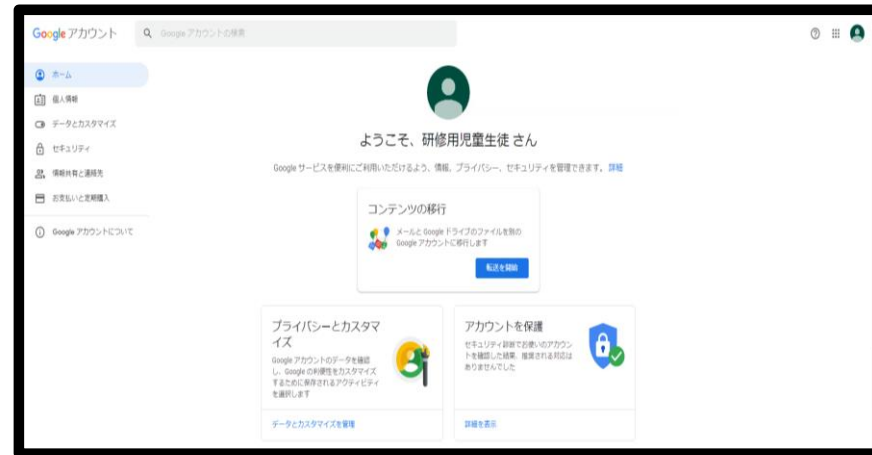 Google アカウント
Google アカウントの検索
ホーム
個人情報
データとカスタマイズ
セキュリティ
情報共有と連絡先
お支払いと定期購入
Google アカウントについて
ようこそ、研修用児童生徒 さん
Google サービスを便利にご利用いただけるよう、情報、プライバシー、セキュリティを管理できます。 詳細
コンテンツの移行
メールと Google ドライブのファイルを別の
Google アカウントに移行します
転送を開始
プライバシーとカスタマ
イズ
Google アカウントのデータを確認
し、Google の利便性をカスタマイズ
するために保存されるアクティビティ
を選択します
データとカスタマイズを管理
アカウントを保護
セキュリティ診断でお使いのアカウン
トを確認した結果、推奨される対応は
ありませんでした
詳細を表示